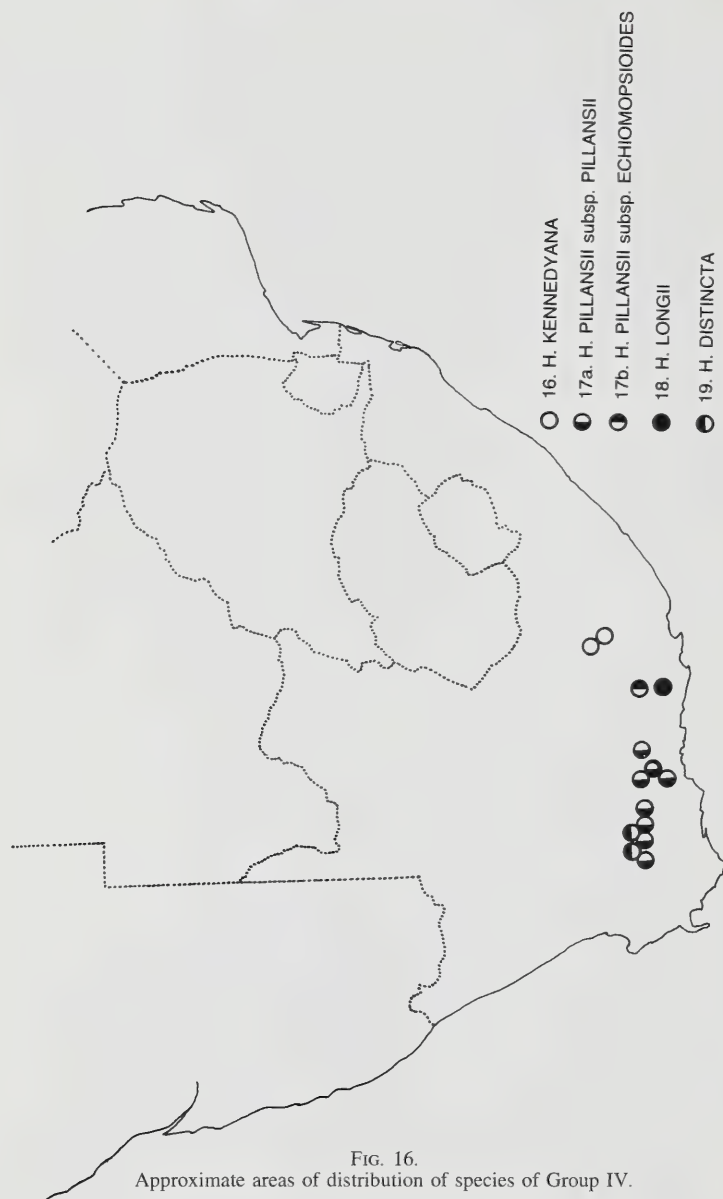 16. H. KENNEDYANA
17a. H. PILLANSII subsp. PILLANSII
17b. H. PILLANSII subsp. ECHIOMOPSIOIDES
18. H. LONGII
19. H. DISTINCTA
FIG. 16.
Approximate areas of distribution of species of Group IV.